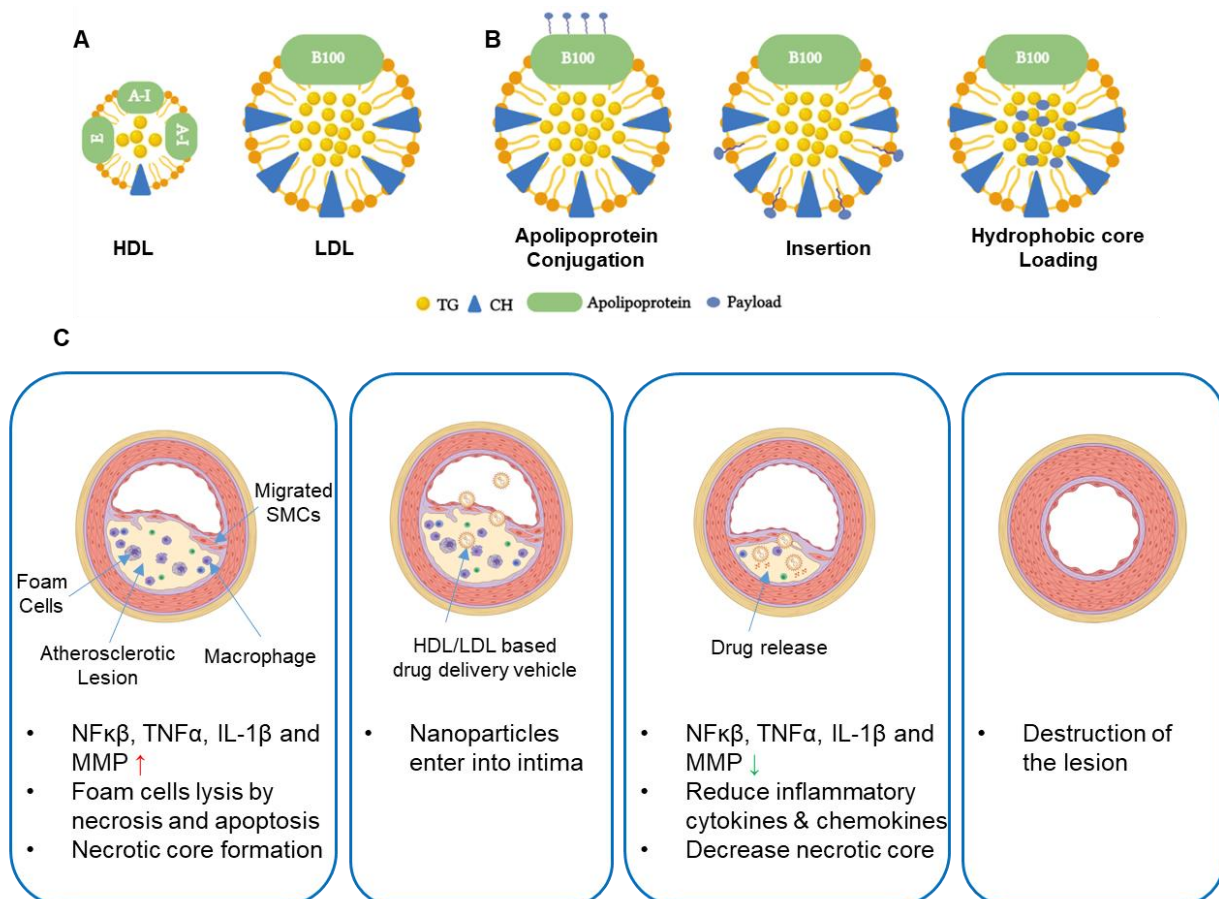 A
B
B100
B100
B100
B100
A-I
E
A-I
HDL
LDL
Apolipoprotein
Conjugation
Insertion
Hydrophobic core
Loading
TG
CH
Apolipoprotein
Payload
C
Migrated
SMCs
Foam
Cells
Atherosclerotic
Lesion
Macrophage
• NFκβ, TNFα, IL-1β and
MMP ↑
• Foam cells lysis by
necrosis and apoptosis
• Necrotic core formation
HDL/LDL based
drug delivery vehicle
• Nanoparticles
enter into intima
Drug release
• NFκβ, TNFα, IL-1β and
MMP ↓
• Reduce inflammatory
cytokines & chemokines
• Decrease necrotic core
• Destruction of
the lesion